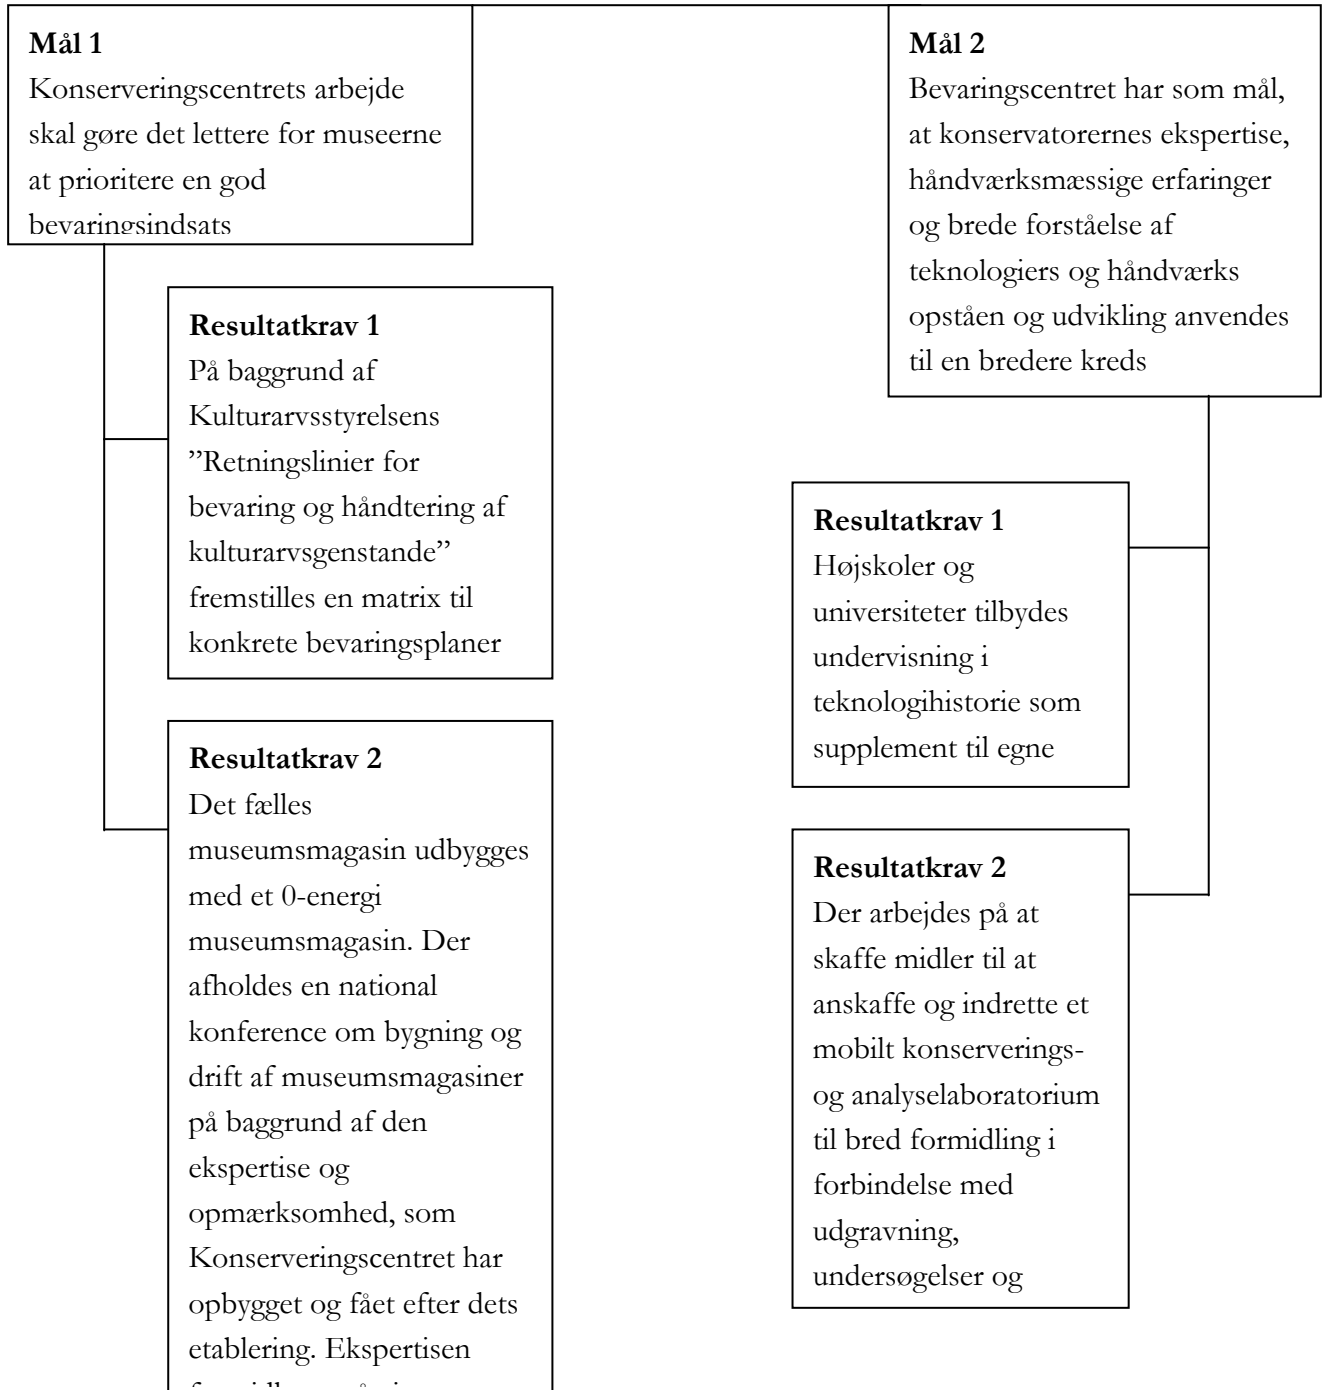 Mål 1
Konserveringscentrets arbejde
skal gøre det lettere for museerne
at prioritere en god
bevaringsindsats
Resultatkrav 1
På baggrund af
Kulturarvsstyrelsens
”Retningslinier for
bevaring og håndtering af
kulturarvsgenstande”
fremstilles en matrix til
konkrete bevaringsplaner
Resultatkrav 2
Det fælles
museumsmagasin udbygges
med et 0-energi
museumsmagasin. Der
afholdes en national
konference om bygning og
drift af museumsmagasiner
på baggrund af den
ekspertise og
opmærksomhed, som
Konserveringscentret har
opbygget og fået efter dets
etablering. Ekspertisen
Mål 2
Bevaringscentret har som mål,
at konservatorernes ekspertise,
håndværksmæssige erfaringer
og brede forståelse af
teknologiers og håndværks
opståen og udvikling anvendes
til en bredere kreds
Resultatkrav 1
Højskoler og
universiteter tilbydes
undervisning i
teknologihistorie som
supplement til egne
Resultatkrav 2
Der arbejdes på at
skaffe midler til at
anskaffe og indrette et
mobilt konserverings-
og analyselaboratorium
til bred formidling i
forbindelse med
udgravning,
undersøgelser og